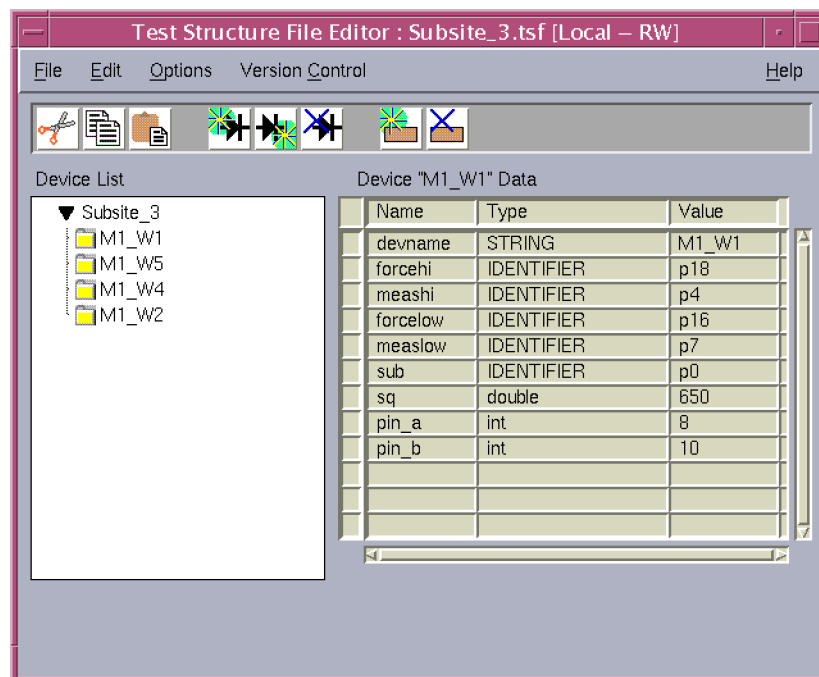 Test Structure File Editor : Subsite_3.tsf [Local – RW]
File Edit Options Version Control Help
Device List
Subsite_3
M1_W1
M1_W5
M1_W4
M1_W2
Device "M1_W1" Data
Name Type Value
devname STRING M1_W1
forcehi IDENTIFIER p18
meashi IDENTIFIER p4
forcelow IDENTIFIER p16
measlow IDENTIFIER p7
sub IDENTIFIER p0
sq double 650
pin_a int 8
pin_b int 10